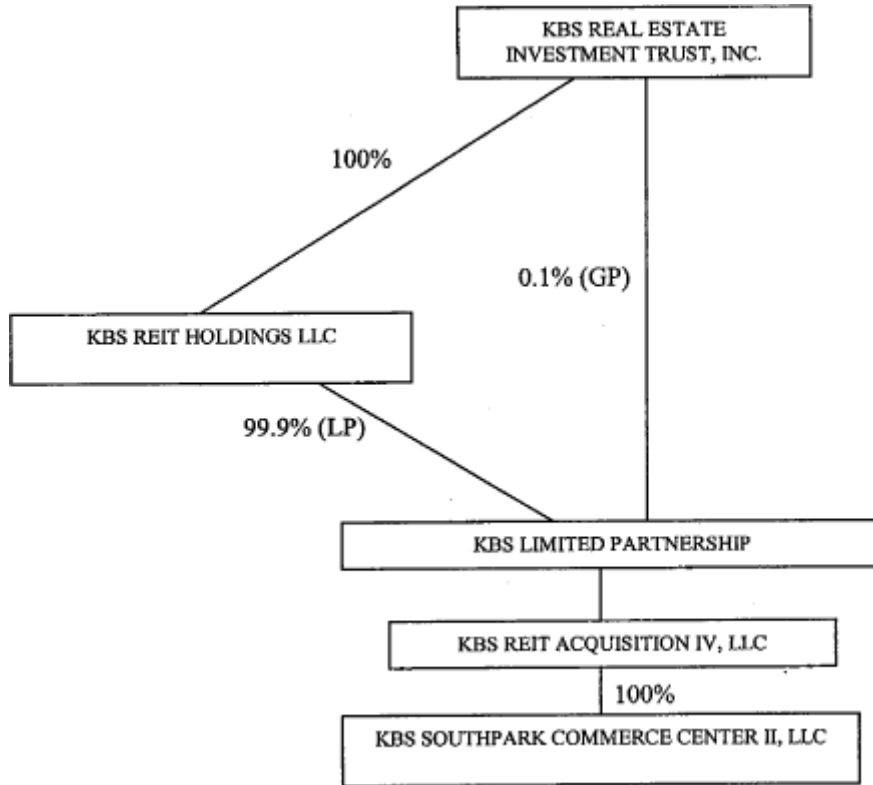 KBS REAL ESTATE
INVESTMENT TRUST, INC.
100%
0.1% (GP)
KBS REIT HOLDINGS LLC
99.9% (LP)
KBS LIMITED PARTNERSHIP
KBS REIT ACQUISITION IV, LLC
100%
KBS SOUTHPARK COMMERCE CENTER II, LLC